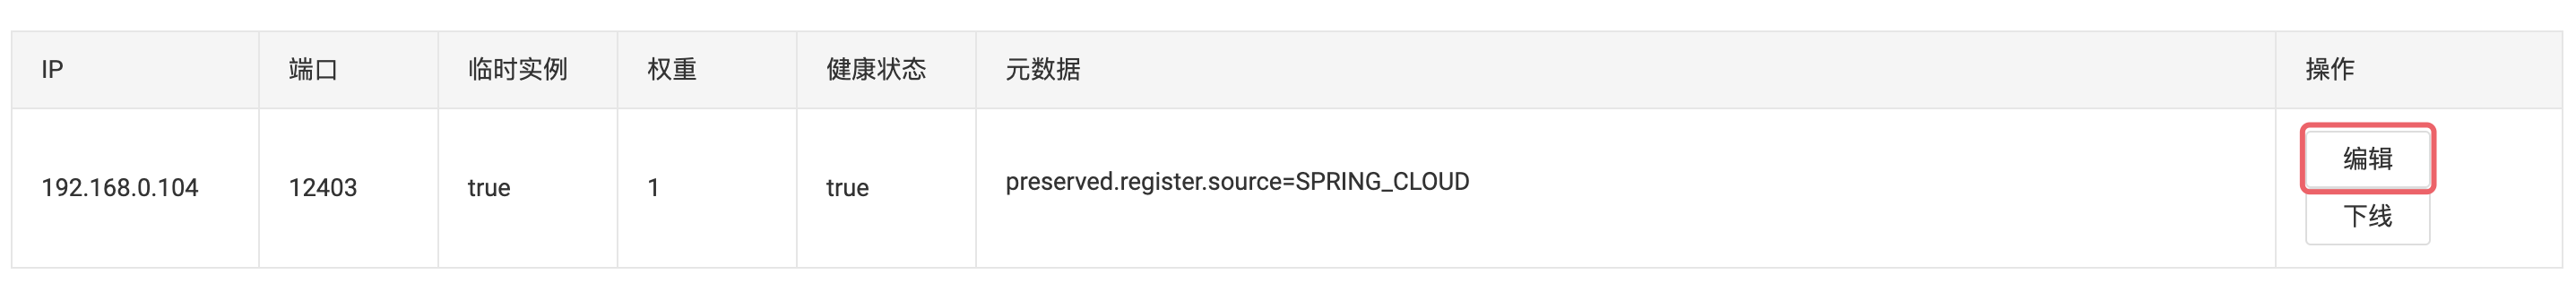 IP 端口 临时实例 权重 健康状态 元数据 操作
192.168.0.104 12403 true 1 true preserved.register.source=SPRING_CLOUD 编辑
下线